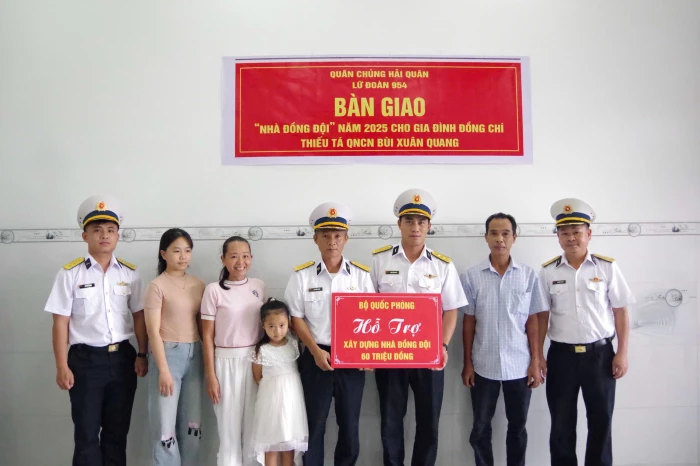 QUÂN CHỦNG HẢI QUÂN
LỮ ĐOÀN 954
BÀN GIAO
“NHÀ ĐỒNG ĐỘI” NĂM 2025 CHO GIA ĐÌNH ĐỒNG CHÍ
THIẾU TÁ QNCN BÙI XUÂN QUANG
BỘ QUỐC PHÒNG
Hỗ Trợ
XÂY DỰNG NHÀ ĐỒNG ĐỘI
60 TRIỆU ĐỒNG